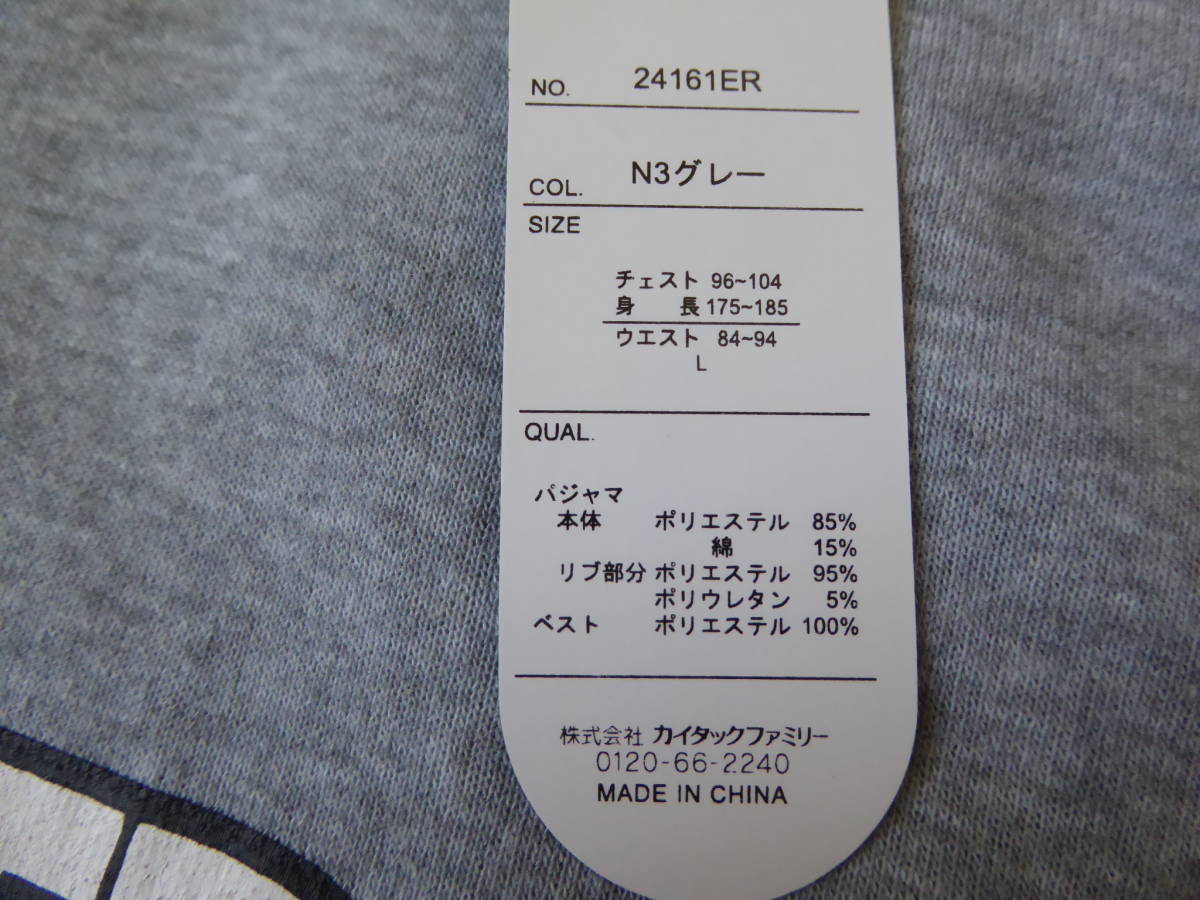 NO. 24161ER
COL. N3グレー
SIZE
チェスト 96~104
身 長 175~185
ウエスト 84~94
L
QUAL.
パジャマ
本体 ポリエステル 85%
綿 15%
リブ部分 ポリエステル 95%
ポリウレタン 5%
ベスト ポリエステル 100%
株式会社 カイタックファミリー
0120-66-2240
MADE IN CHINA